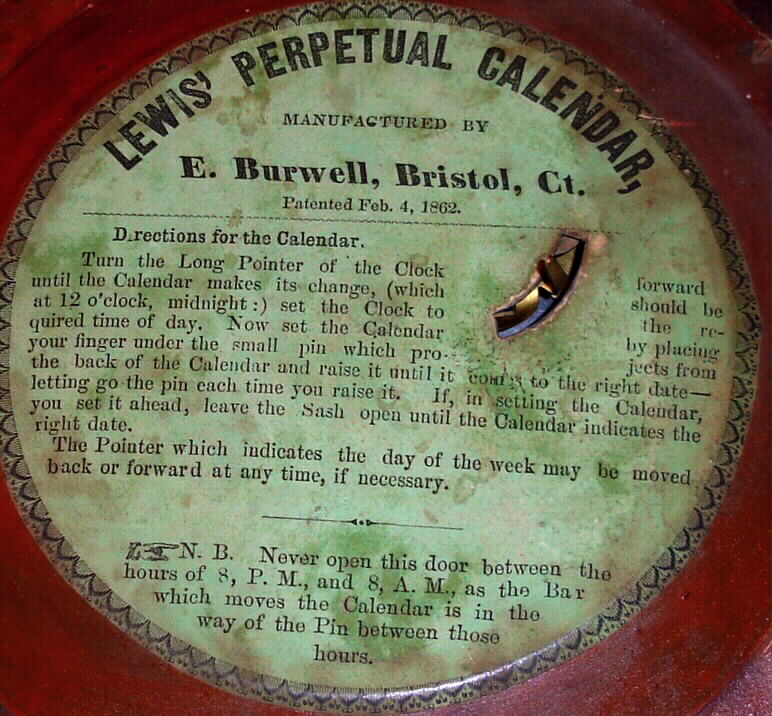 LEWIS' PERPETUAL CALENDAR,
MANUFACTURED BY
E. Burwell, Bristol, Ct.
Patented Feb. 4, 1862.
Directions for the Calendar.
Turn the Long Pointer of the Clock forward
until the Calendar makes its change, (which should be
at 12 o'clock, midnight:) set the Clock to the re-
quired time of day. Now set the Calendar by placing
your finger under the small pin which pro- jects from
the back of the Calendar and raise it until it comes to the right date—
letting go the pin each time you raise it. If, in setting the Calendar,
you set it ahead, leave the Sash open until the Calendar indicates the
right date.
The Pointer which indicates the day of the week may be moved
back or forward at any time, if necessary.
N. B. Never open this door between the
hours of 8, P. M., and 8, A. M., as the Bar
which moves the Calendar is in the
way of the Pin between those
hours.